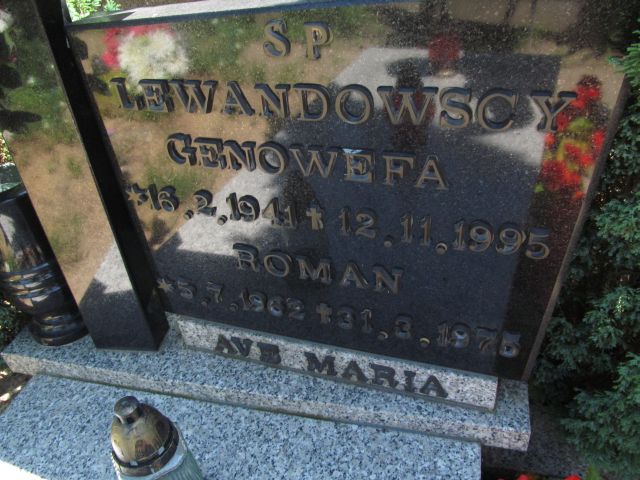 SP
LEWANDOWSCY
GENOWEFA
*16.2.1941 ✝ 12.11.1995
ROMAN
*5.7.1962 ✝ 31.3.1975
AVE MARIA